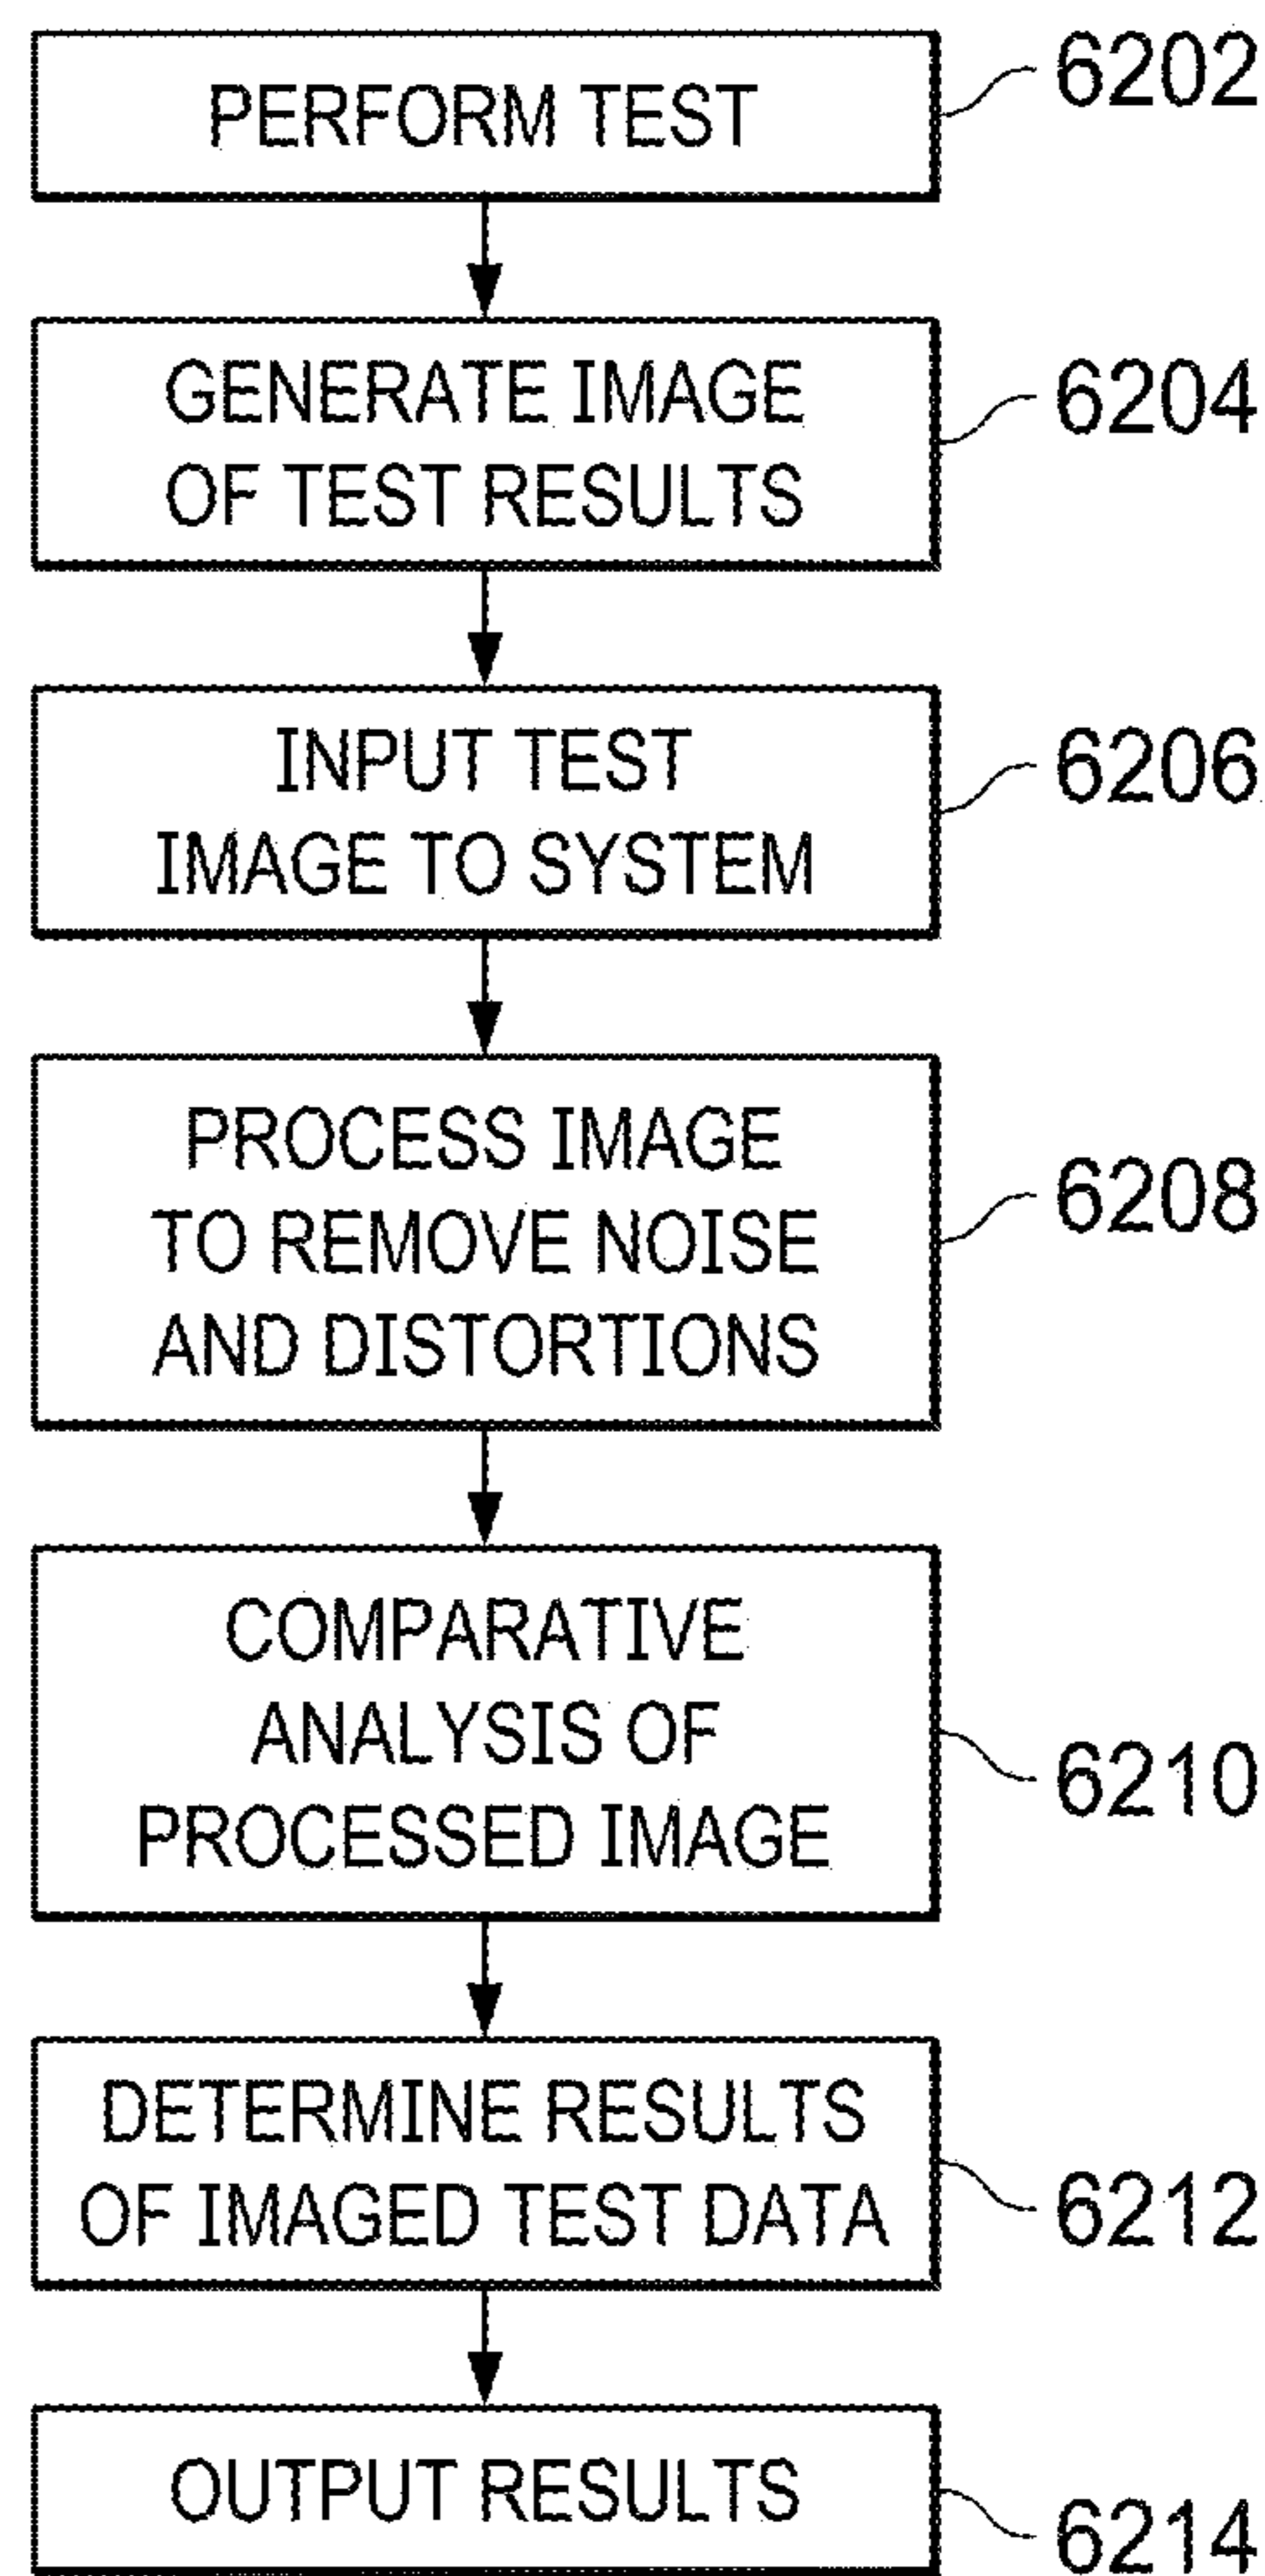 PERFORM TEST
6202
GENERATE IMAGE
OF TEST RESULTS
6204
INPUT TEST
IMAGE TO SYSTEM
6206
PROCESS IMAGE
TO REMOVE NOISE
AND DISTORTIONS
6208
COMPARATIVE
ANALYSIS OF
PROCESSED IMAGE
6210
DETERMINE RESULTS
OF IMAGED TEST DATA
6212
OUTPUT RESULTS
6214